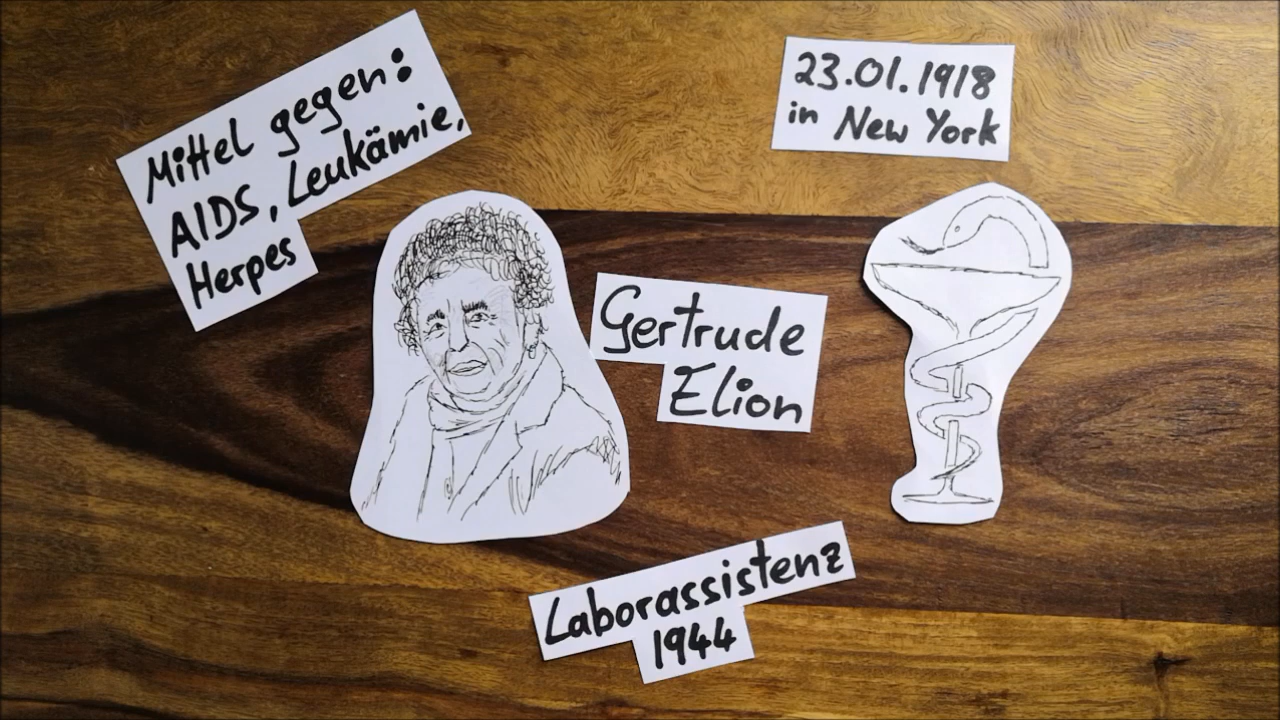 Mittel gegen:
AIDS, Leukämie,
Herpes
23.01.1918
in New York
Gertrude
Elion
Laborassistenz
1944